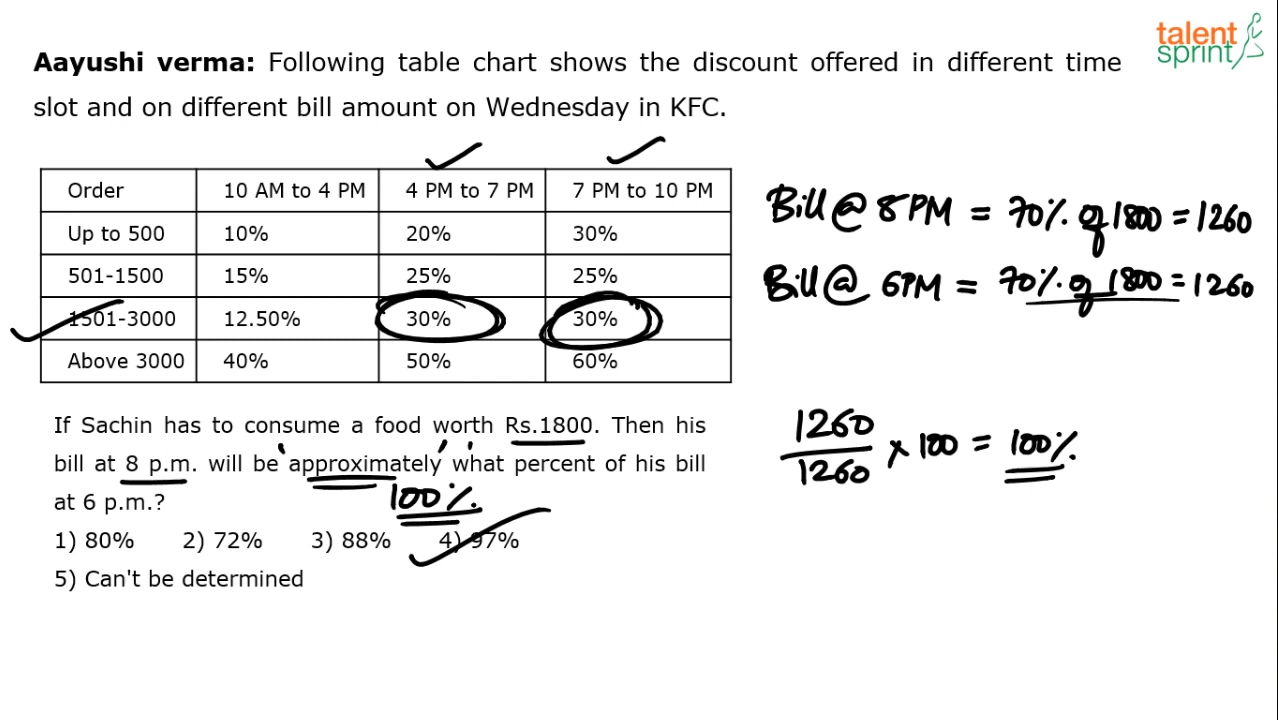 talent
sprint
Aayushi verma: Following table chart shows the discount offered in different time
slot and on different bill amount on Wednesday in KFC.
Order 10 AM to 4 PM 4 PM to 7 PM 7 PM to 10 PM
Up to 500 10% 20% 30%
501-1500 15% 25% 25%
1501-3000 12.50% 30% 30%
Above 3000 40% 50% 60%
Bill @ 8 PM = 70% of 1800 = 1260
Bill @ 6PM = 70% of 1800 = 1260
If Sachin has to consume a food worth Rs.1800. Then his
bill at 8 p.m. will be approximately what percent of his bill
at 6 p.m.?
100%
1) 80% 2) 72% 3) 88% 4) 97%
5) Can't be determined
1260
1260
× 100 = 100%